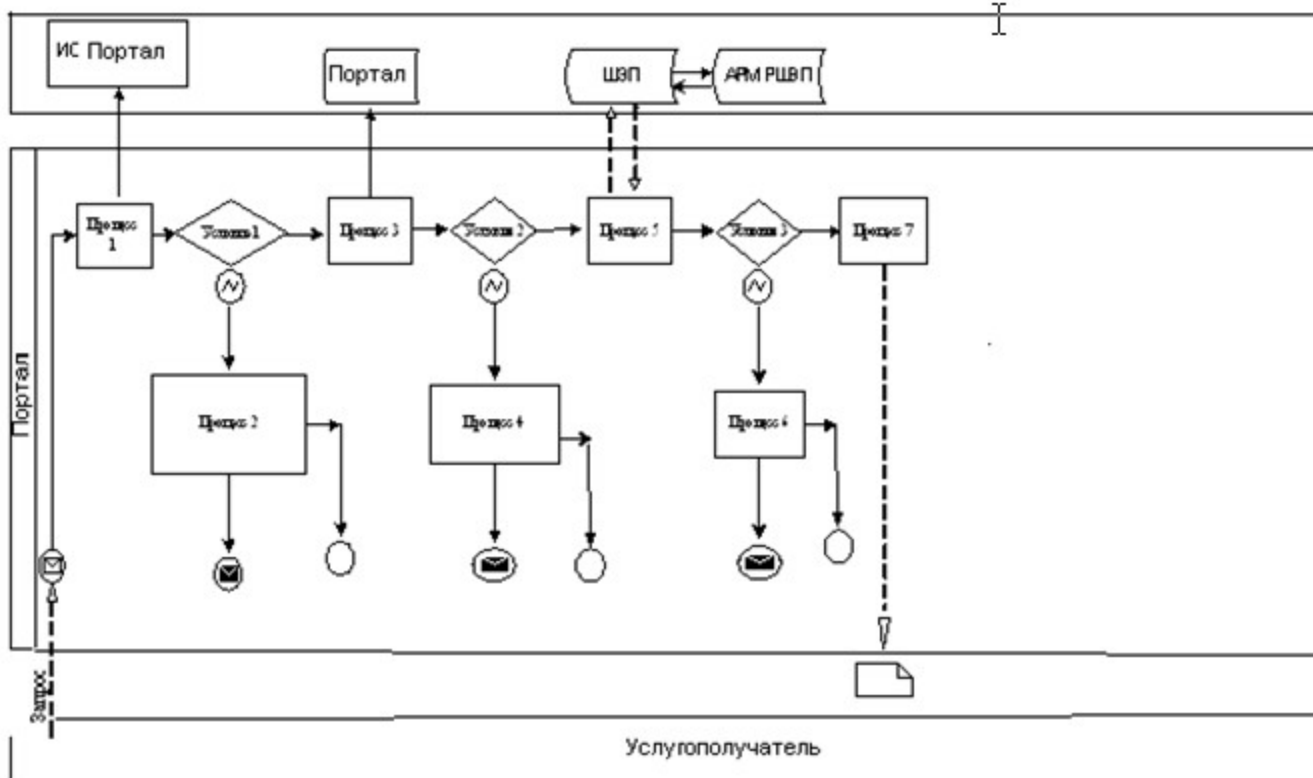 ИС Портал
Портал
ШЭП
АРМ РШЭП
Процесс
1
Условие 1
Процесс 3
Условие 2
Процесс 5
Условие 3
Процесс 7
Портал
Процесс 2
Процесс 4
Процесс 6
Запрос
Услугополучатель